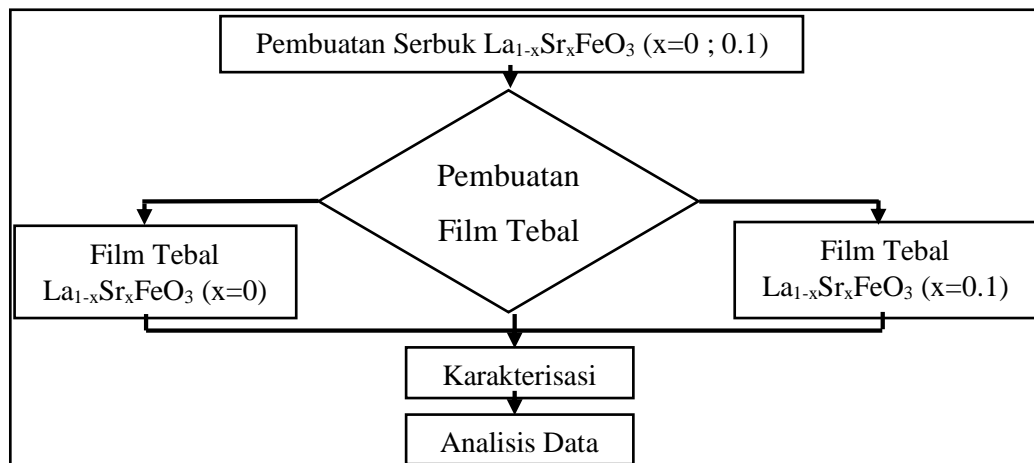 Pembuatan Serbuk La₁₋ₓSrₓFeO₃ (x=0 ; 0.1)
Pembuatan
Film Tebal
Film Tebal
La₁₋ₓSrₓFeO₃ (x=0)
Film Tebal
La₁₋ₓSrₓFeO₃ (x=0.1)
Karakterisasi
Analisis Data